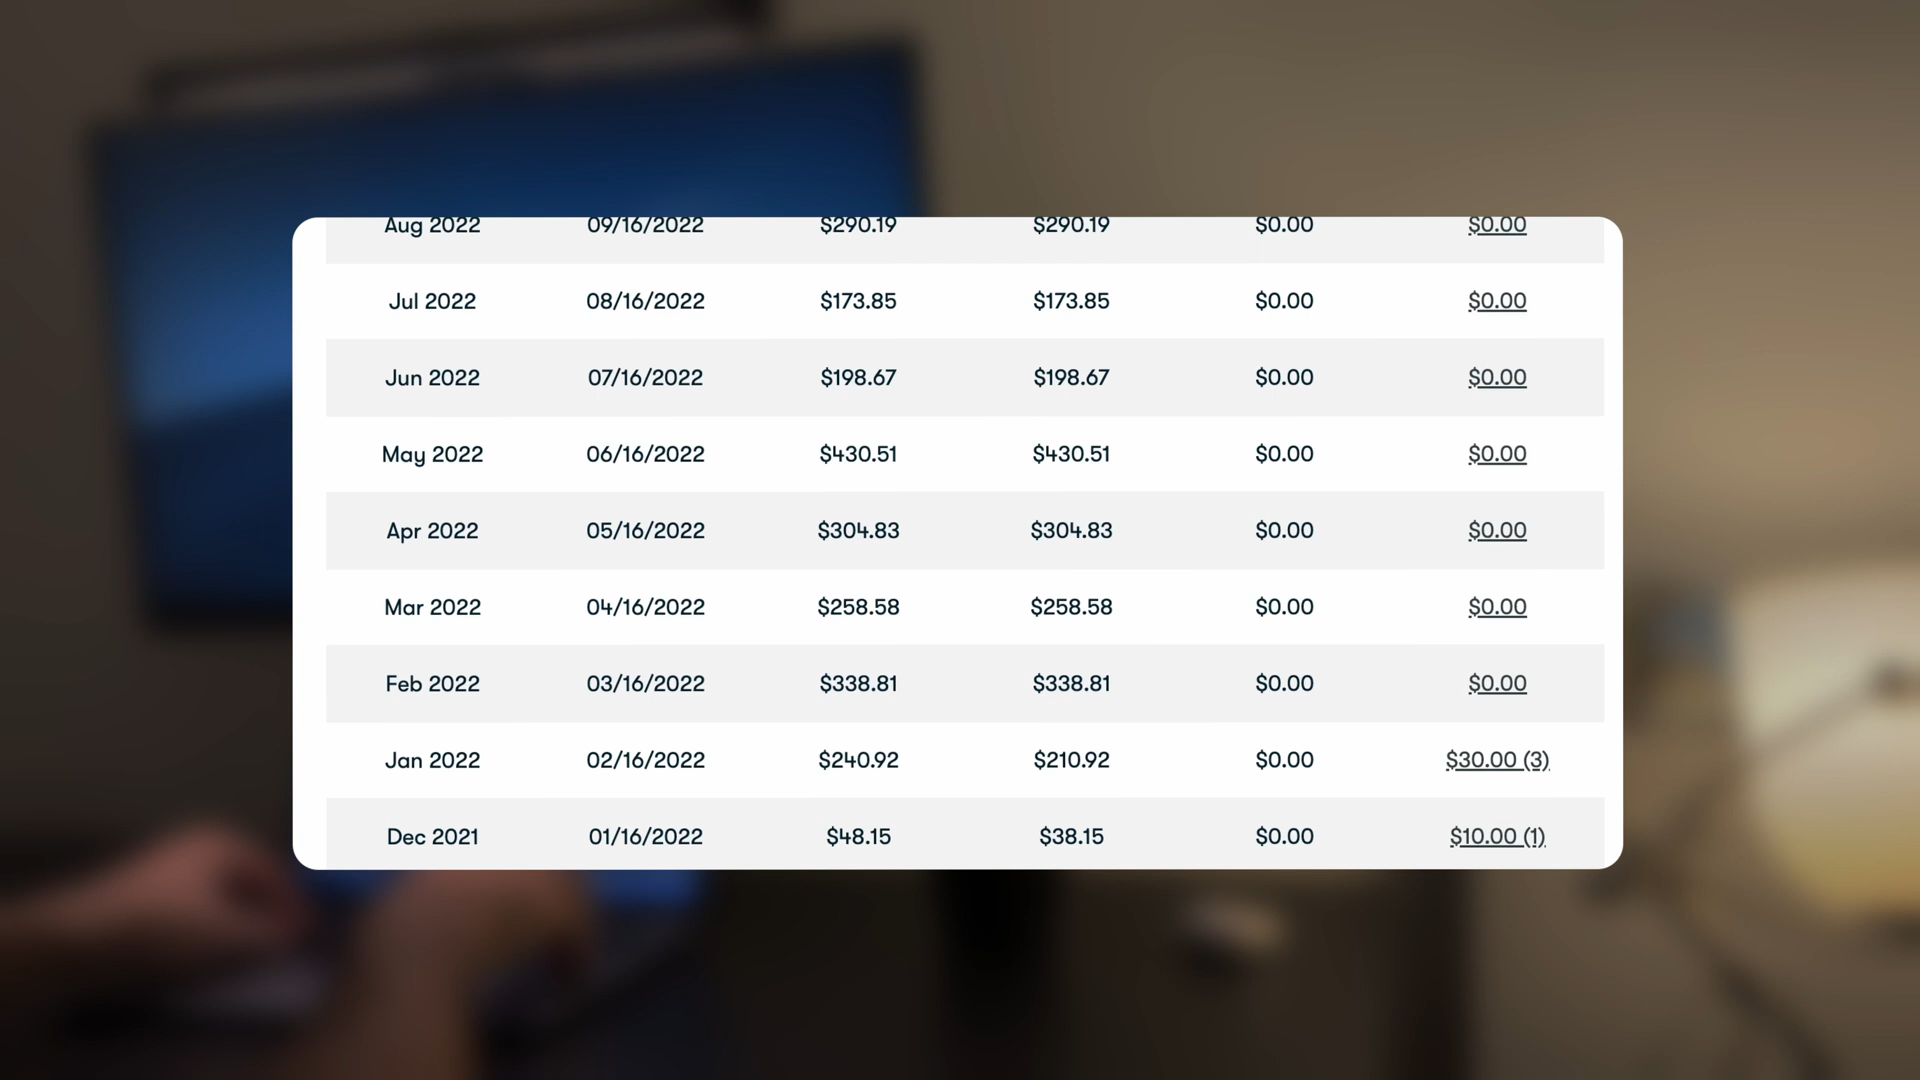 Aug 2022 09/16/2022 $290.19 $290.19 $0.00 $0.00
Jul 2022 08/16/2022 $173.85 $173.85 $0.00 $0.00
Jun 2022 07/16/2022 $198.67 $198.67 $0.00 $0.00
May 2022 06/16/2022 $430.51 $430.51 $0.00 $0.00
Apr 2022 05/16/2022 $304.83 $304.83 $0.00 $0.00
Mar 2022 04/16/2022 $258.58 $258.58 $0.00 $0.00
Feb 2022 03/16/2022 $338.81 $338.81 $0.00 $0.00
Jan 2022 02/16/2022 $240.92 $210.92 $0.00 $30.00 (3)
Dec 2021 01/16/2022 $48.15 $38.15 $0.00 $10.00 (1)